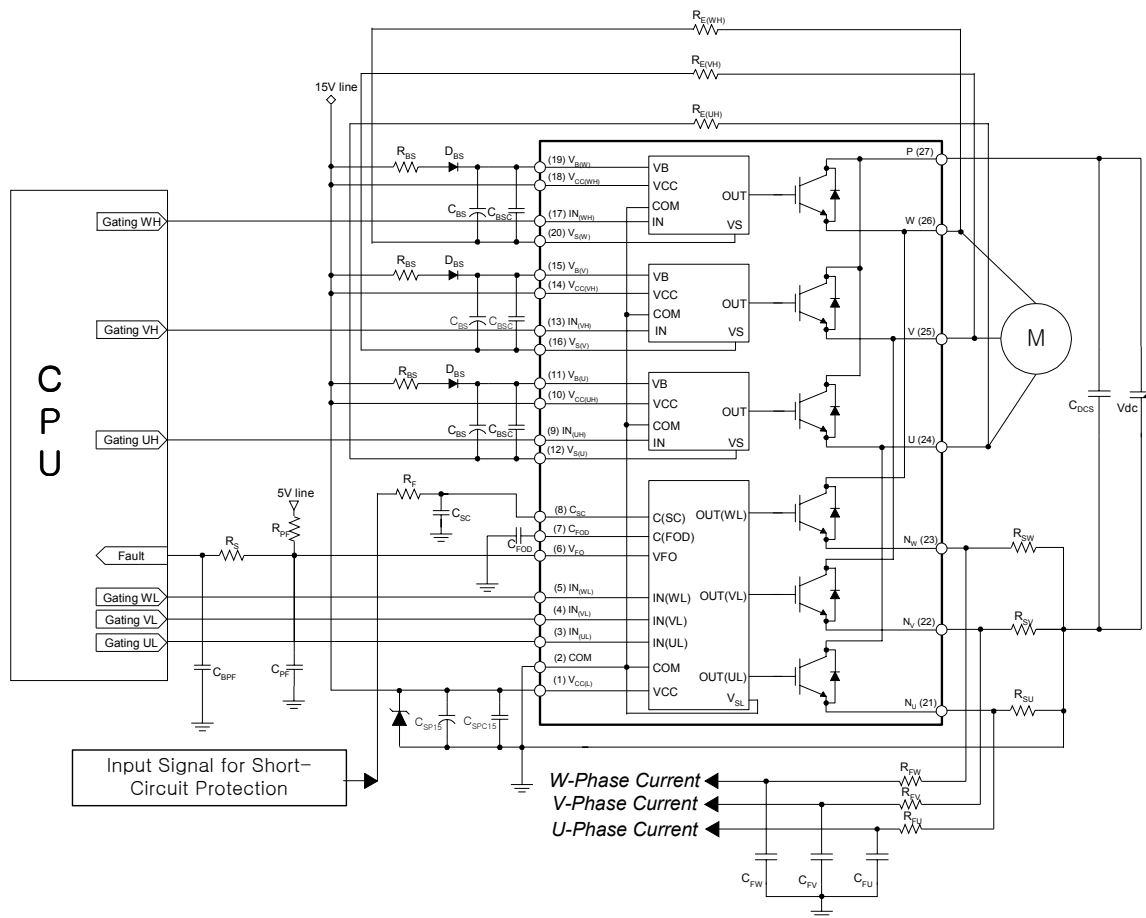 R_E(WH)
R_E(VH)
R_E(UH)
15V line
R_BS
D_BS
C_BS
C_BSC
R_BS
D_BS
C_BS
C_BSC
R_BS
D_BS
C_BS
C_BSC
CPU
Gating WH
Gating VH
Gating UH
Fault
Gating WL
Gating VL
Gating UL
(19) V_B(W)
(18) V_CC(WH)
(17) IN_(WH)
(20) V_S(W)
VB
VCC
COM
IN
OUT
VS
(15) V_B(V)
(14) V_CC(VH)
(13) IN_(VH)
(16) V_S(V)
VB
VCC
COM
IN
OUT
VS
(11) V_B(U)
(10) V_CC(UH)
(9) IN_(UH)
(12) V_S(U)
VB
VCC
COM
IN
OUT
VS
R_F
C_SC
5V line
R_PF
R_S
C_FOD
C_BPF
C_PF
(8) C_SC
(7) C_FOD
(6) V_FO
(5) IN_(WL)
(4) IN_(VL)
(3) IN_(UL)
(2) COM
(1) V_CC(L)
C(SC)
C(FOD)
VFO
IN(WL)
IN(VL)
IN(UL)
COM
VCC
OUT(WL)
OUT(VL)
OUT(UL)
V_SL
P (27)
W (26)
V (25)
U (24)
N_W (23)
N_V (22)
N_U (21)
M
C_DCS
Vdc
R_SW
R_SV
R_SU
C_SP15
C_SPC15
Input Signal for Short-
Circuit Protection
W-Phase Current
V-Phase Current
U-Phase Current
R_FW
R_FV
R_FU
C_FW
C_FV
C_FU